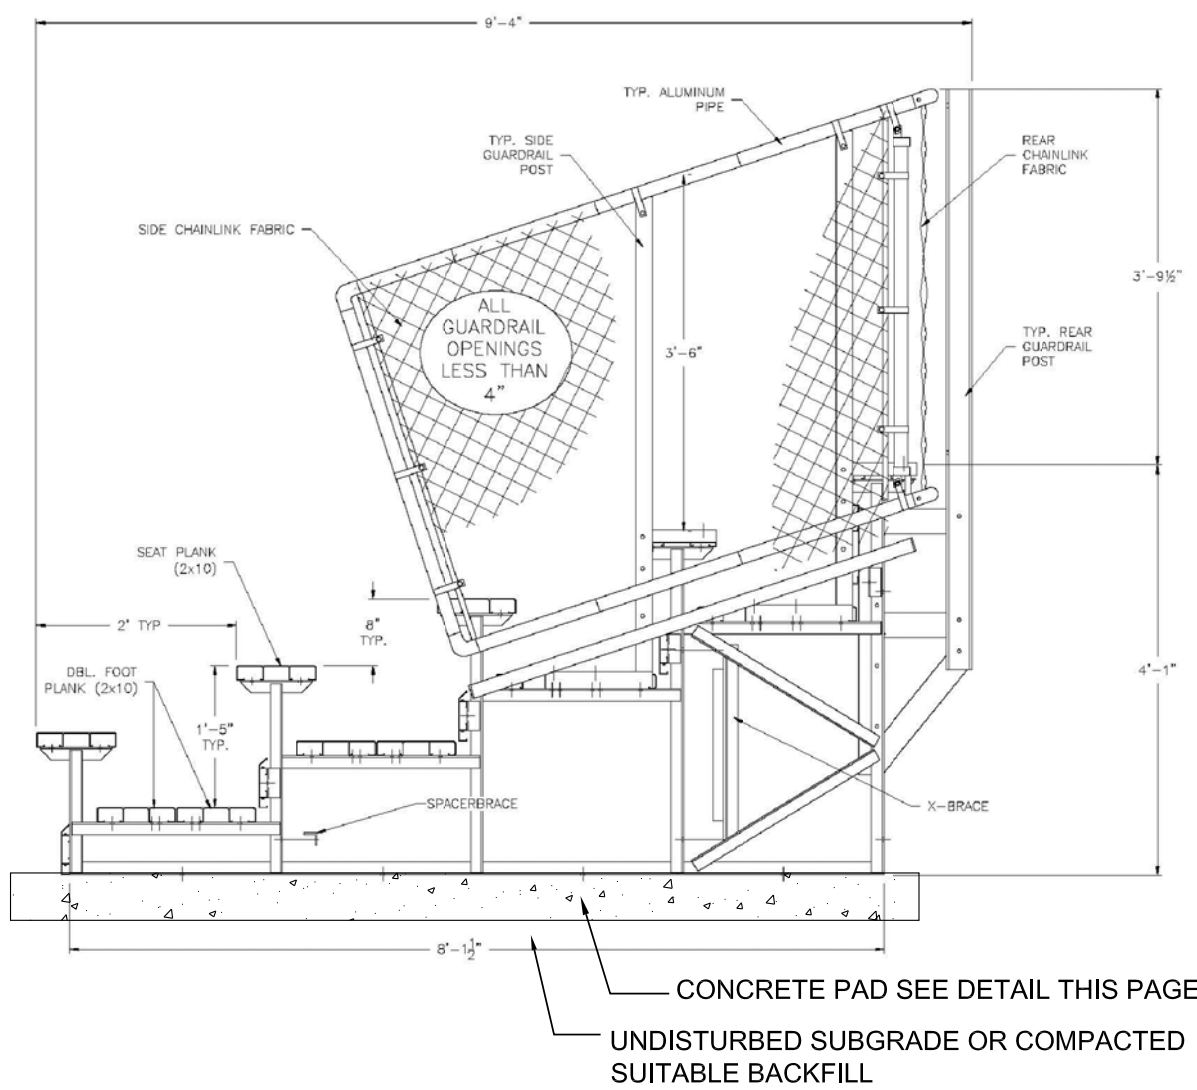 9'-4"
TYP. ALUMINUM
PIPE
TYP. SIDE
GUARDRAIL
POST
REAR
CHAINLINK
FABRIC
SIDE CHAINLINK FABRIC
3'-9½"
ALL
GUARDRAIL
OPENINGS
LESS THAN
4"
3'-6"
TYP. REAR
GUARDRAIL
POST
SEAT PLANK
(2x10)
2' TYP
8"
TYP.
DBL. FOOT
PLANK (2x10)
4'-1"
1'-5"
TYP.
SPACERBRACE
X-BRACE
8'-1½"
CONCRETE PAD SEE DETAIL THIS PAGE
UNDISTURBED SUBGRADE OR COMPACTED
SUITABLE BACKFILL